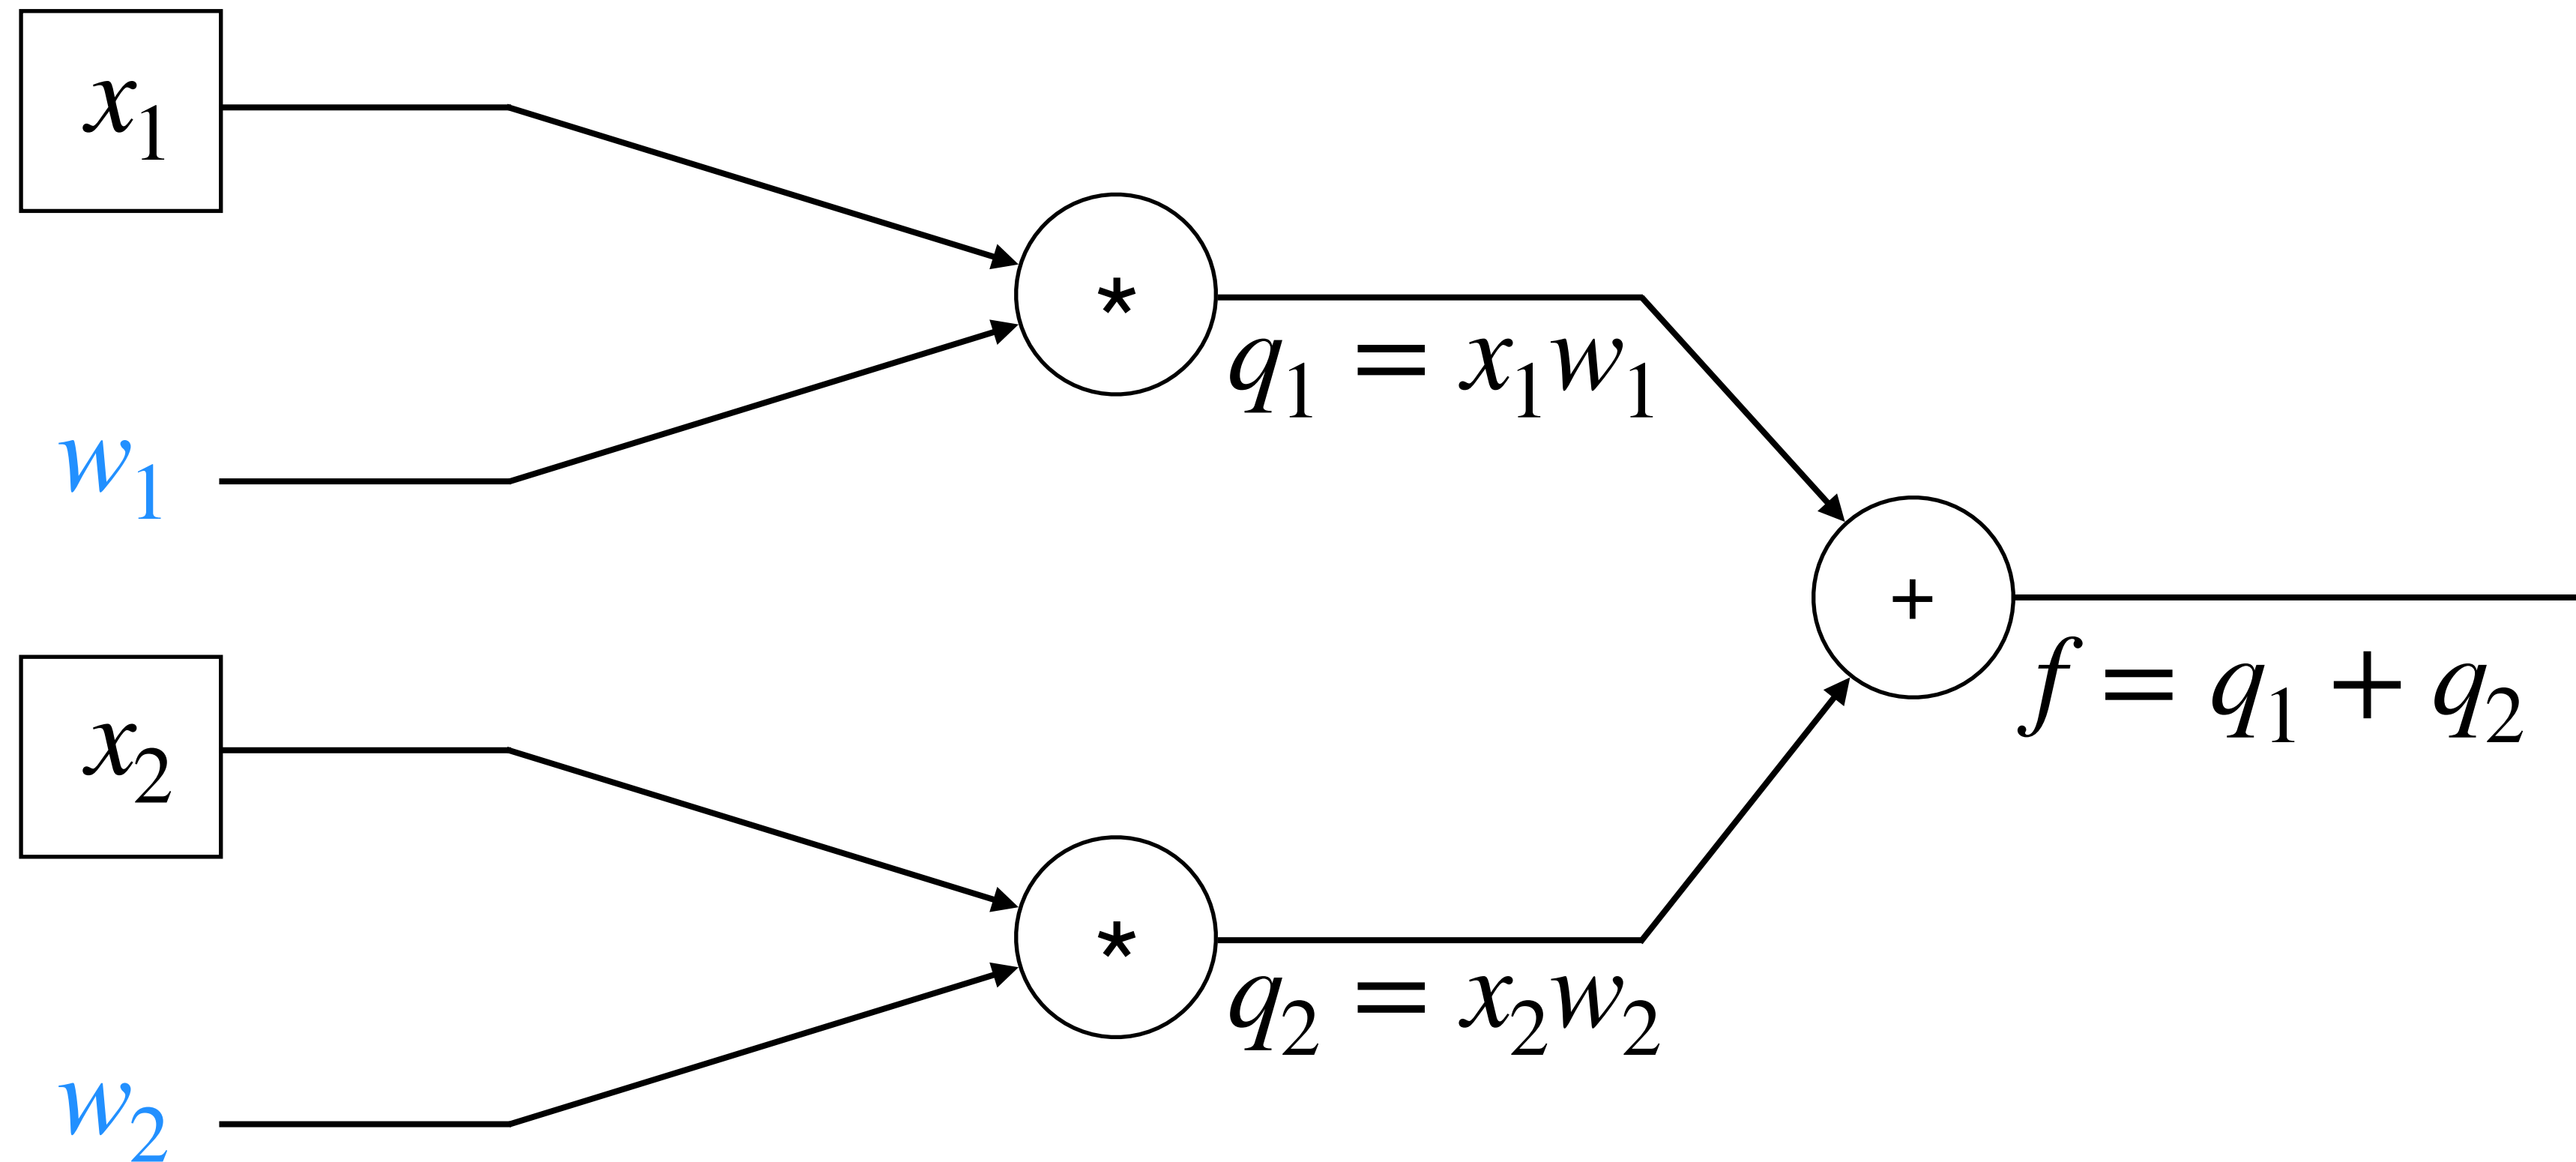 x₁
*
q₁ = x₁w₁
w₁
+
f = q₁ + q₂
x₂
*
q₂ = x₂w₂
w₂